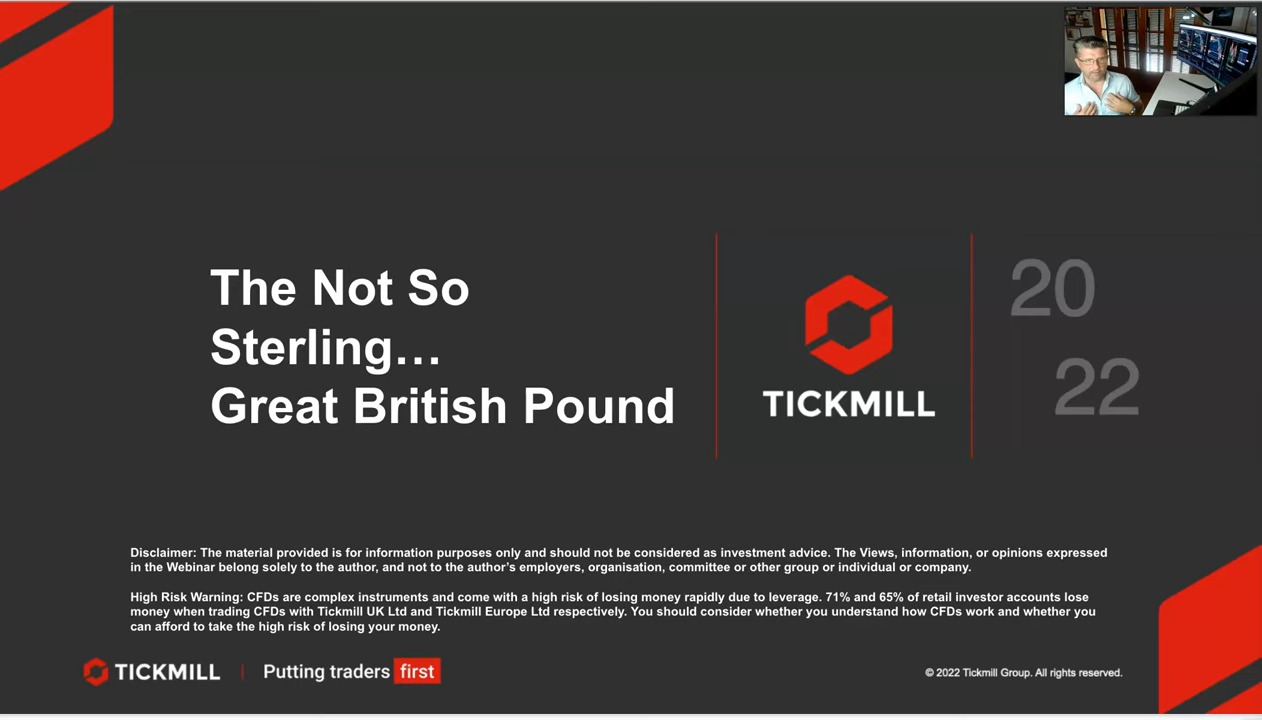 The Not So
Sterling…
Great British Pound
TICKMILL
20
22
Disclaimer: The material provided is for information purposes only and should not be considered as investment advice. The Views, information, or opinions expressed
in the Webinar belong solely to the author, and not to the author’s employers, organisation, committee or other group or individual or company.
High Risk Warning: CFDs are complex instruments and come with a high risk of losing money rapidly due to leverage. 71% and 65% of retail investor accounts lose
money when trading CFDs with Tickmill UK Ltd and Tickmill Europe Ltd respectively. You should consider whether you understand how CFDs work and whether you
can afford to take the high risk of losing your money.
TICKMILL | Putting traders first
© 2022 Tickmill Group. All rights reserved.